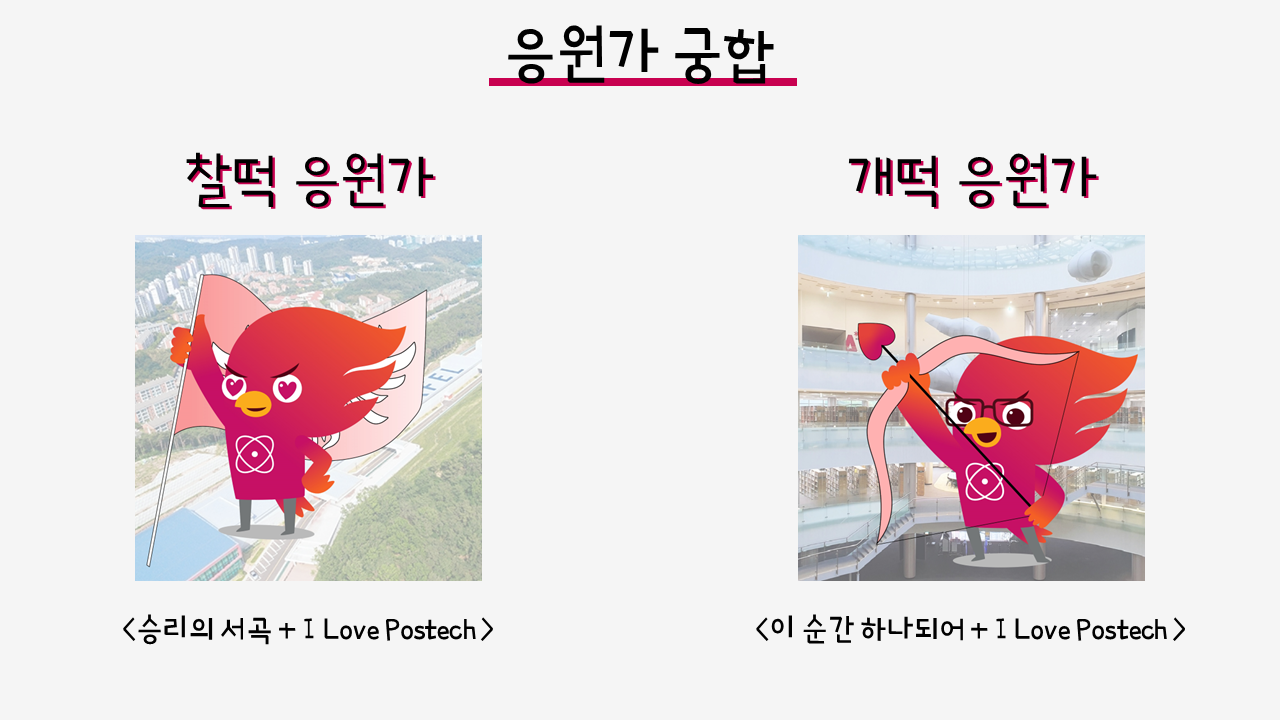 응원가 궁합
찰떡 응원가
개떡 응원가
<승리의 서곡 + I Love Postech>
<이 순간 하나되어 + I Love Postech>